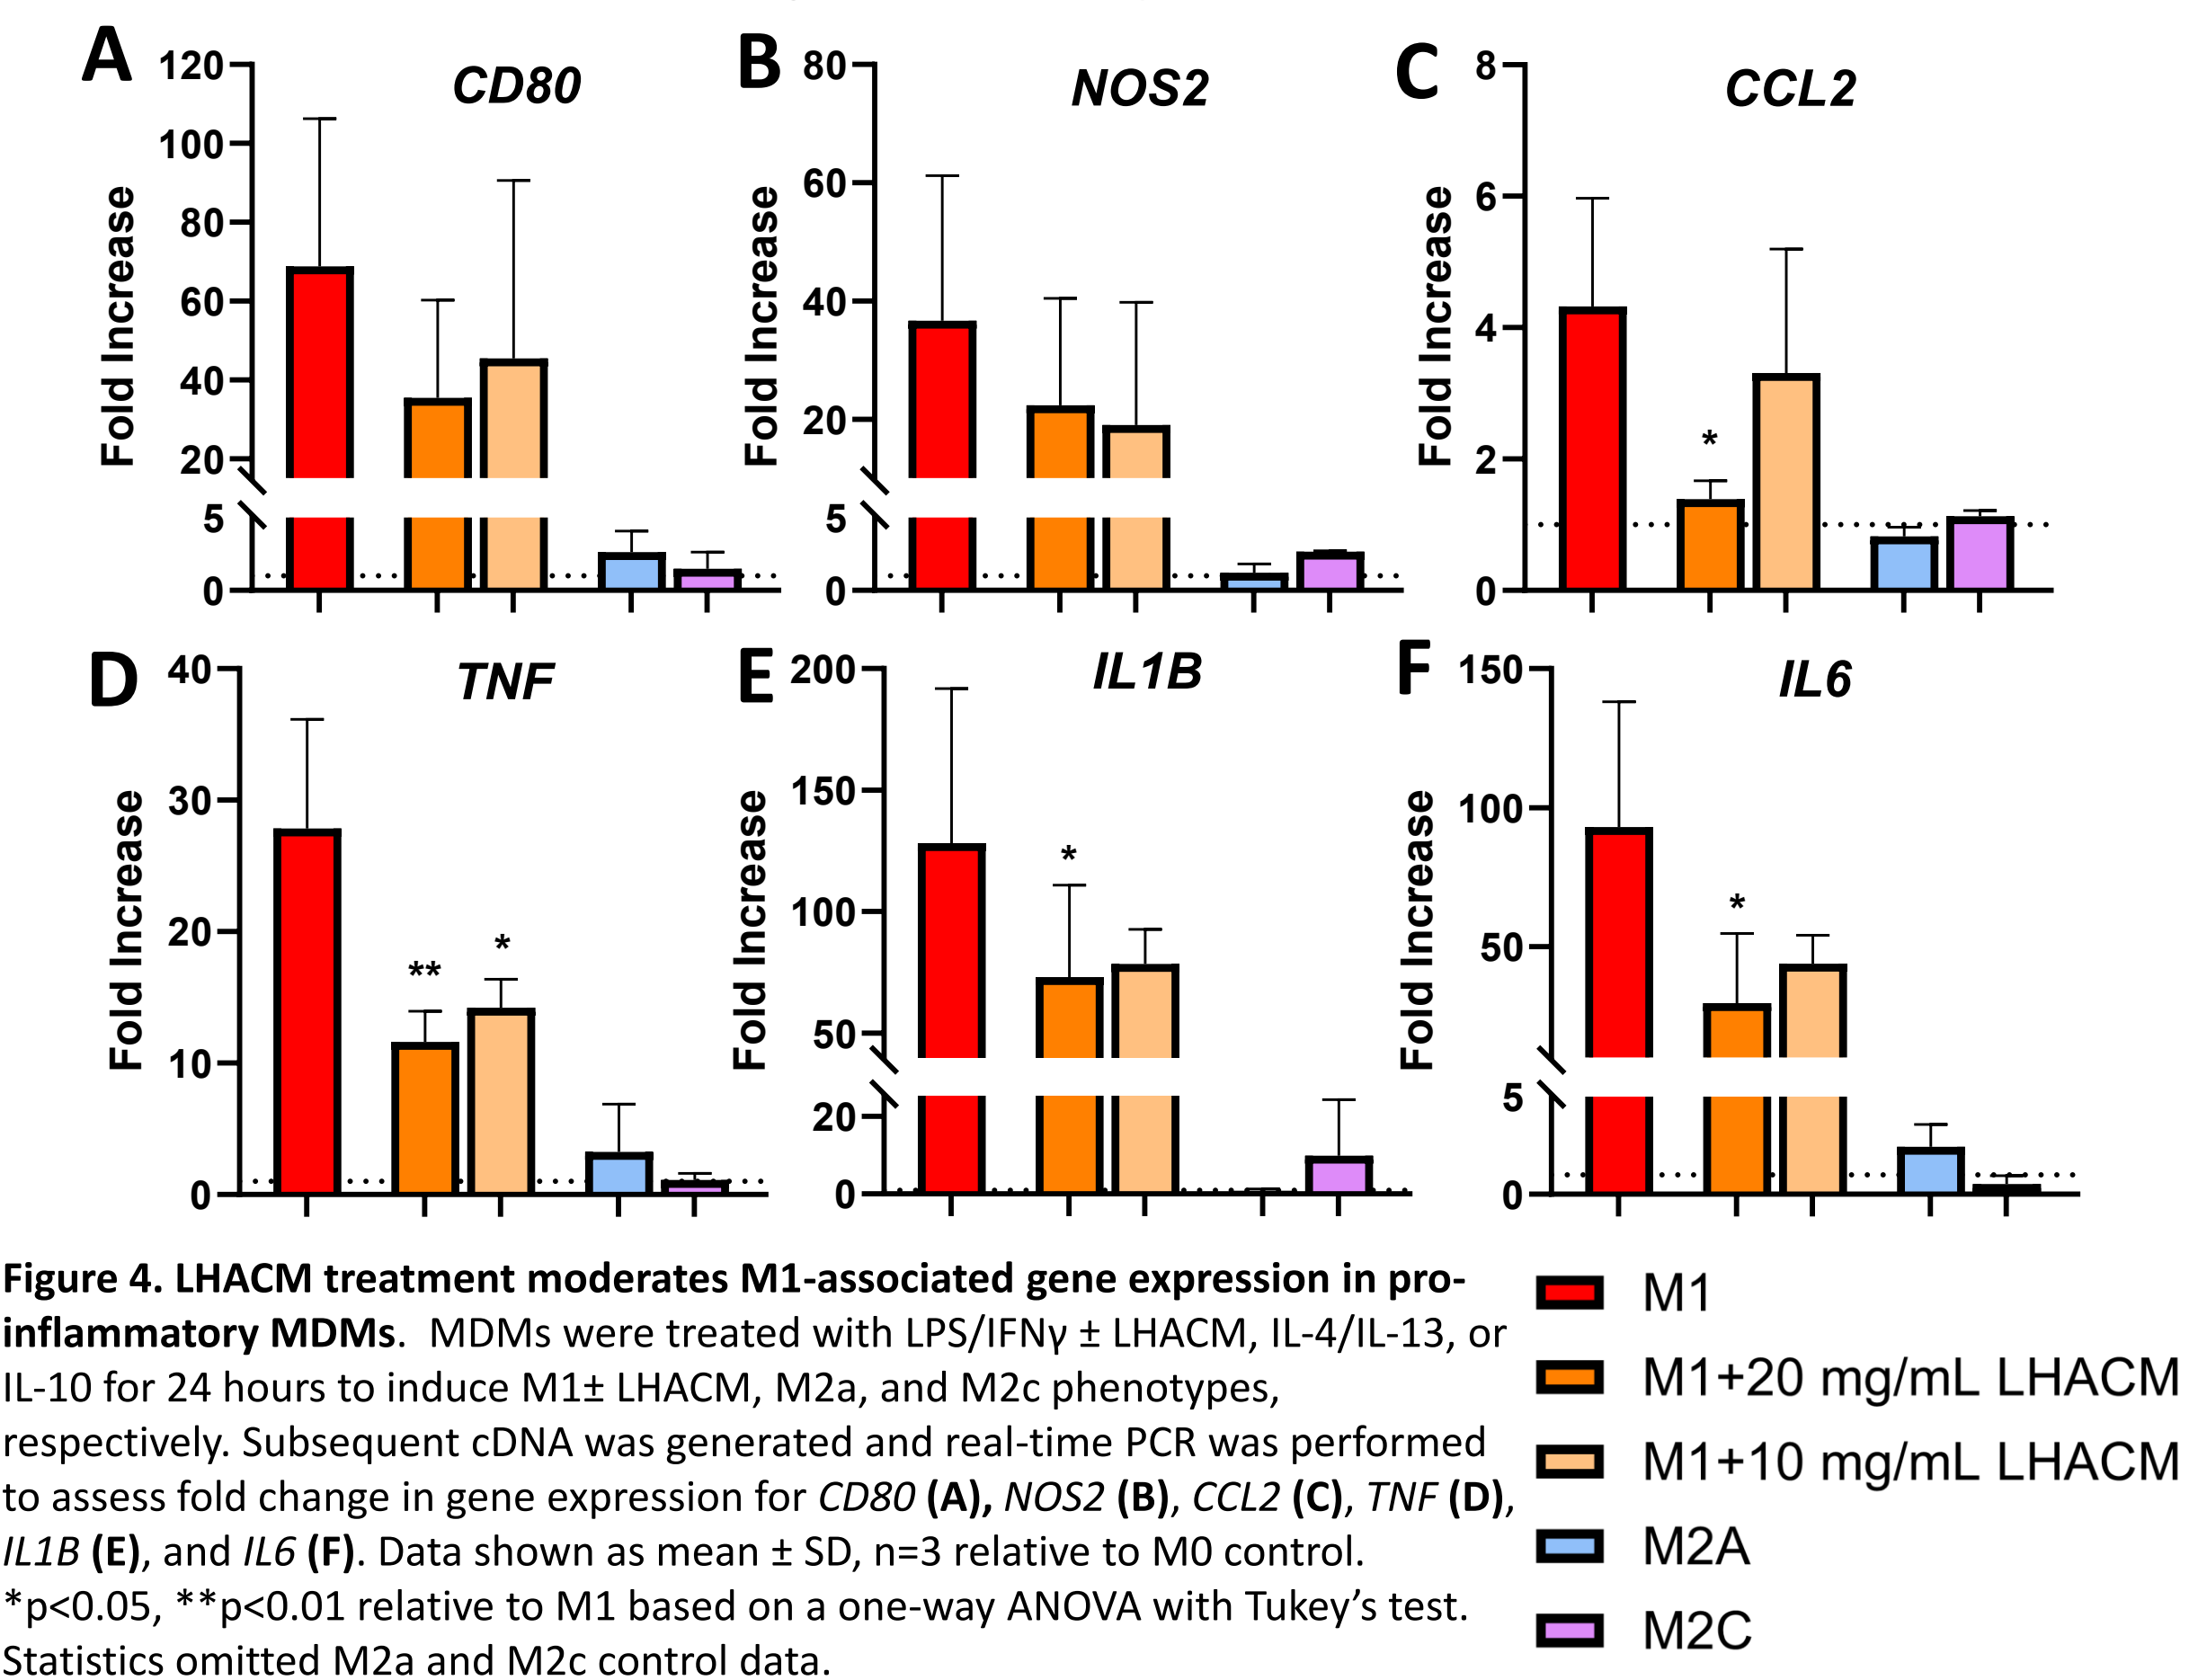 A
CD80
Fold Increase
120
100
80
60
40
20
5
0
B
NOS2
Fold Increase
80
60
40
20
5
0
C
CCL2
Fold Increase
8
6
4
2
0
*
D
TNF
Fold Increase
40
30
20
10
0
**
*
E
IL1B
Fold Increase
200
150
100
50
20
0
*
F
IL6
Fold Increase
150
100
50
5
0
*
Figure 4. LHACM treatment moderates M1-associated gene expression in pro-
inflammatory MDMs. MDMs were treated with LPS/IFNγ ± LHACM, IL-4/IL-13, or
IL-10 for 24 hours to induce M1± LHACM, M2a, and M2c phenotypes,
respectively. Subsequent cDNA was generated and real-time PCR was performed
to assess fold change in gene expression for CD80 (A), NOS2 (B), CCL2 (C), TNF (D),
IL1B (E), and IL6 (F). Data shown as mean ± SD, n=3 relative to M0 control.
*p<0.05, **p<0.01 relative to M1 based on a one-way ANOVA with Tukey’s test.
Statistics omitted M2a and M2c control data.
M1
M1+20 mg/mL LHACM
M1+10 mg/mL LHACM
M2A
M2C